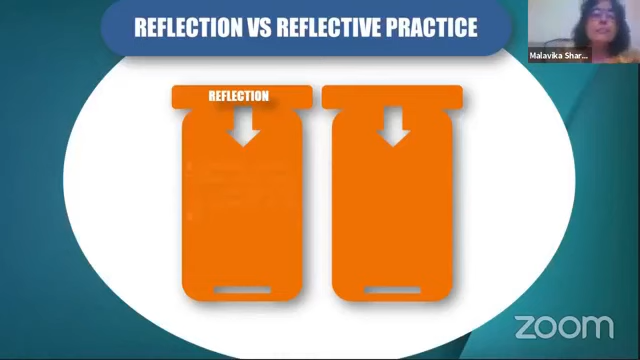 REFLECTION VS REFLECTIVE PRACTICE
Malavika Shar...
REFLECTION
zoom